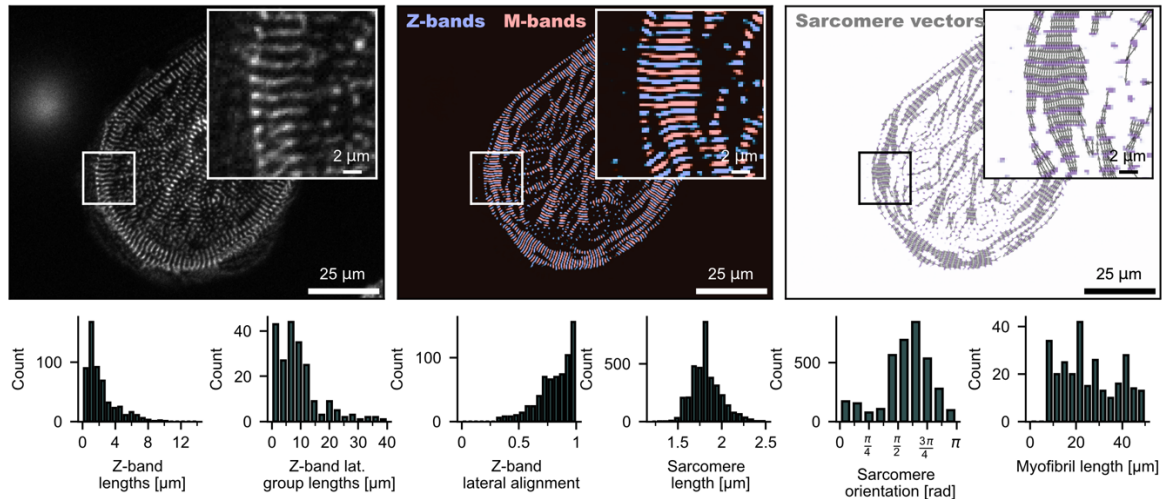 Z-bands M-bands
Sarcomere vectors
2 µm
2 µm
2 µm
25 µm
25 µm
25 µm
Count
100
0
0 4 8 12
Z-band
lengths [µm]
Count
40
20
0
0 10 20 30 40
Z-band lat.
group lengths [µm]
Count
100
0
0 0.5 1
Z-band
lateral alignment
Count
500
0
1.5 2 2.5
Sarcomere
length [µm]
Count
500
0
0 π/4 π/2 3π/4 π
Sarcomere
orientation [rad]
Count
40
20
0
0 20 40
Myofibril length [µm]